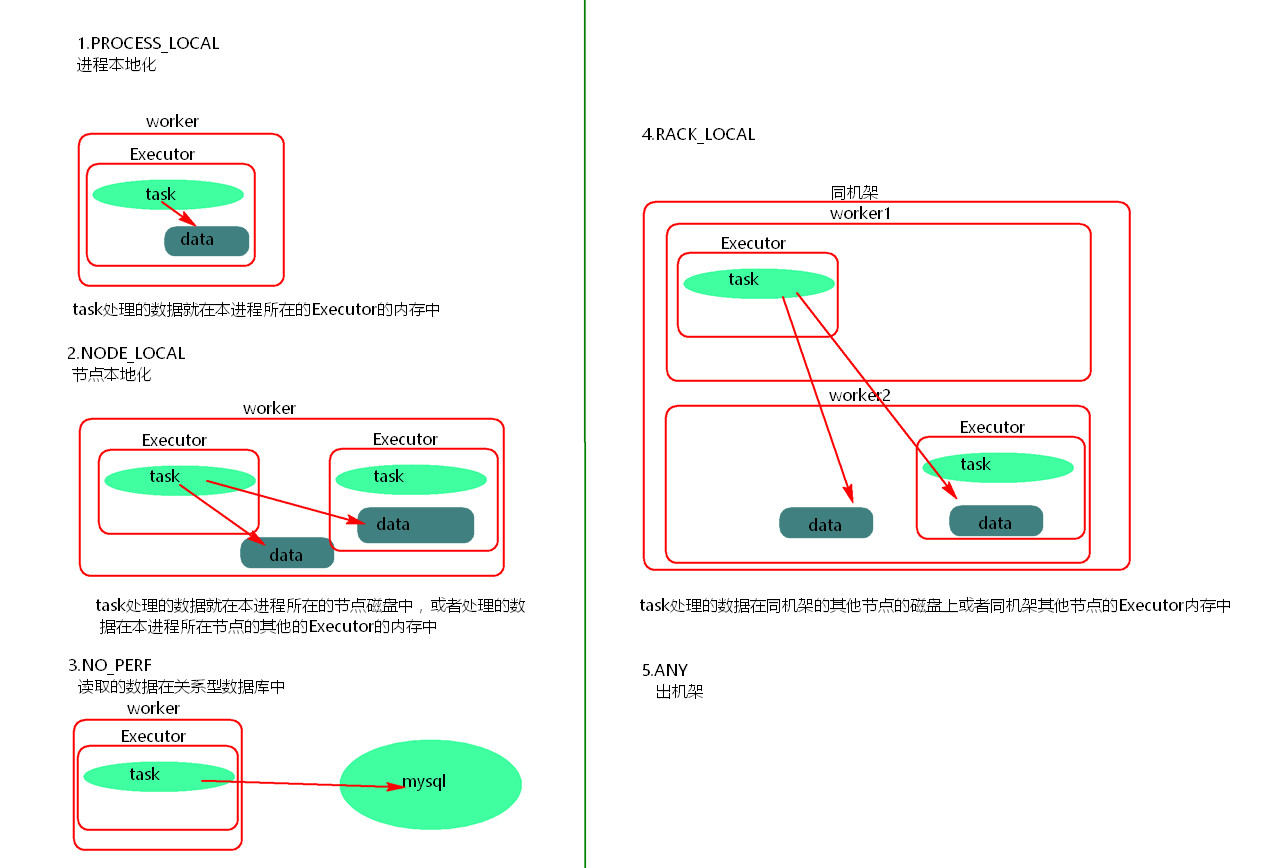 1.PROCESS_LOCAL
进程本地化
worker
Executor
task
data
task处理的数据就在本进程所在的Executor的内存中
2.NODE_LOCAL
节点本地化
worker
Executor
Executor
task
task
data
data
task处理的数据就在本进程所在的节点磁盘中，或者处理的数
据在本进程所在节点的其他的Executor的内存中
3.NO_PERF
读取的数据在关系型数据库中
worker
Executor
task
mysql
4.RACK_LOCAL
同机架
worker1
Executor
task
worker2
Executor
task
data
data
task处理的数据在同机架的其他节点的磁盘上或者同机架其他节点的Executor内存中
5.ANY
出机架